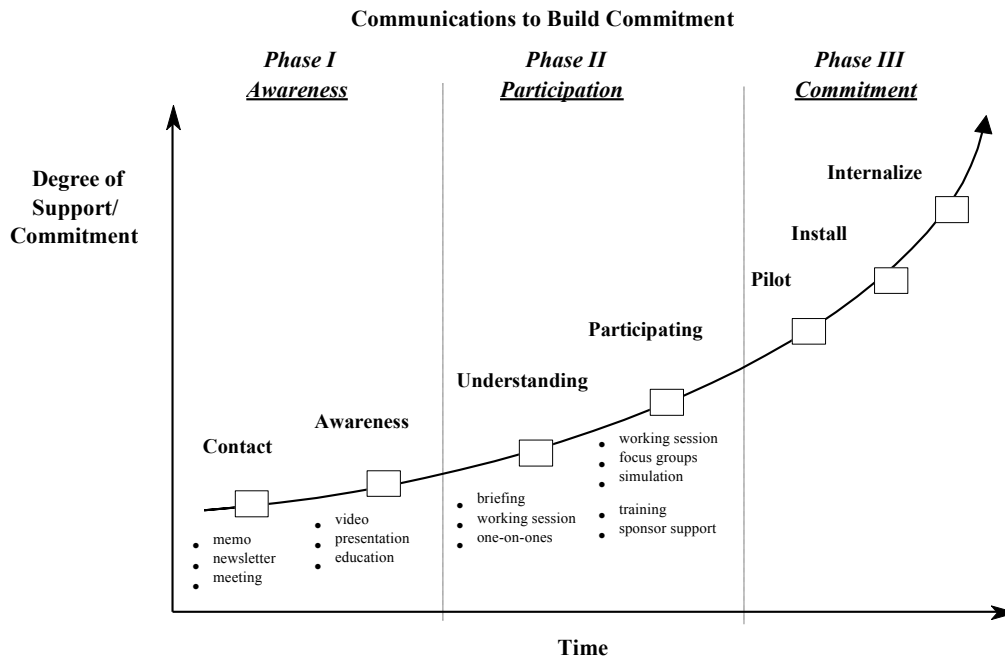 Communications to Build Commitment
Phase I
Awareness
Phase II
Participation
Phase III
Commitment
Degree of
Support/
Commitment
Internalize
Install
Pilot
Participating
Understanding
Awareness
Contact
• memo
• newsletter
• meeting
• video
• presentation
• education
• briefing
• working session
• one-on-ones
• working session
• focus groups
• simulation
• training
• sponsor support
Time